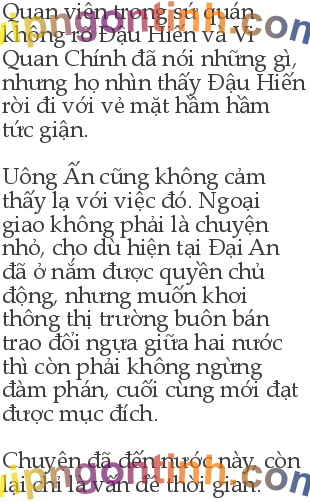 Quan viên trong sứ quán
không rõ Đậu Hiến và Vi
Quan Chính đã nói những gì,
nhưng họ nhìn thấy Đậu Hiến
rời đi với vẻ mặt hầm hầm
tức giận.
Uông Ấn cũng không cảm
thấy lạ với việc đó. Ngoại
giao không phải là chuyện
nhỏ, cho dù hiện tại Đại An
đã ở nắm được quyền chủ
động, nhưng muốn khơi
thông thị trường buôn bán
trao đổi ngựa giữa hai nước
thì còn phải không ngừng
đàm phán, cuối cùng mới đạt
được mục đích.
Chuyện đã đến nước này, còn
lại chỉ là vấn đề thời gian.
vipngontinh.com
vipngontinh.com